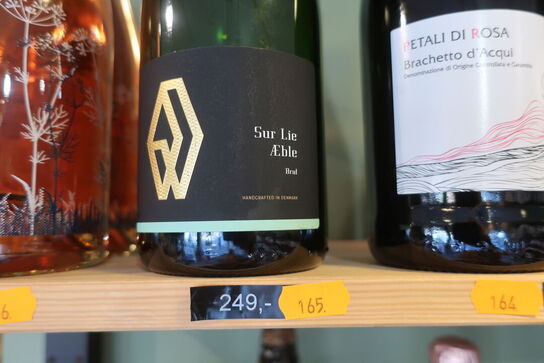 Sur Lie
Æble
Brut
HANDCRAFTED IN DENMARK
PETALI DI ROSA
Brachetto d'Acqui
Denominazione di Origine Controllata e Garantita
6.
249,-
165.
164